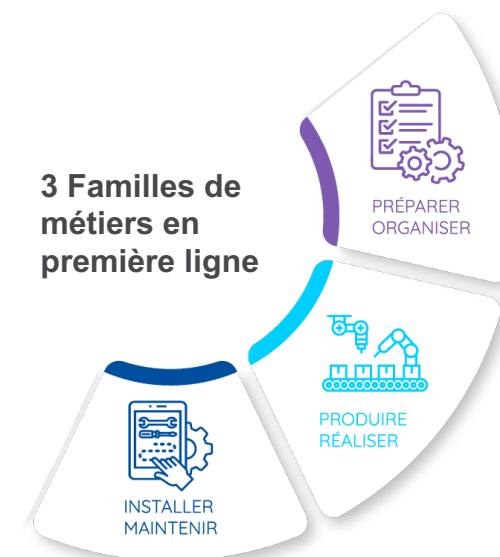 3 Familles de
métiers en
première ligne
PRÉPARER
ORGANISER
PRODUIRE
RÉALISER
INSTALLER
MAINTENIR